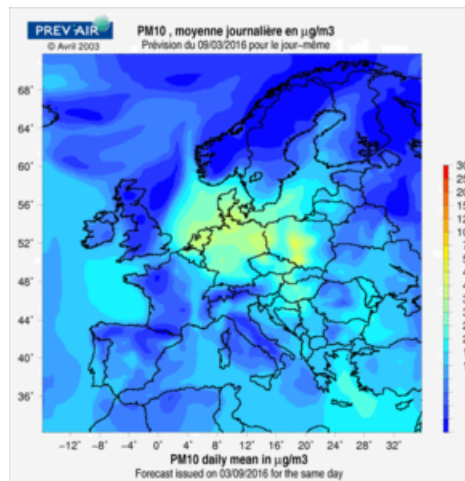 PREV'AIR
© Avril 2003
PM10 , moyenne journalière en µg/m3
Prévision du 09/03/2016 pour le jour-même
68°
64°
60°
56°
52°
48°
44°
40°
36°
−12° −8° −4° 0° 4° 8° 12° 16° 20° 24° 28° 32°
PM10 daily mean in µg/m3
Forecast issued on 03/09/2016 for the same day